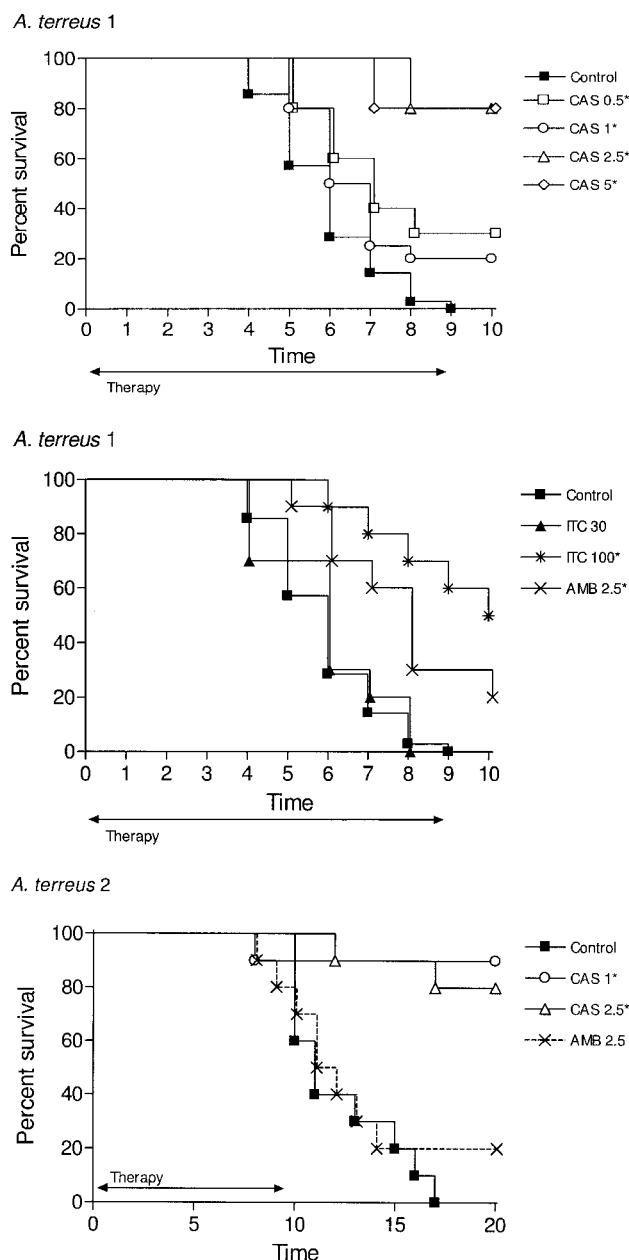 A. terreus 1
Percent survival
100
80
60
40
20
0
0 1 2 3 4 5 6 7 8 9 10
Time
Therapy
Control
CAS 0.5*
CAS 1*
CAS 2.5*
CAS 5*
A. terreus 1
Percent survival
100
80
60
40
20
0
0 1 2 3 4 5 6 7 8 9 10
Time
Therapy
Control
ITC 30
ITC 100*
AMB 2.5*
A. terreus 2
Percent survival
100
80
60
40
20
0
Therapy
0 5 10 15 20
Time
Control
CAS 1*
CAS 2.5*
AMB 2.5